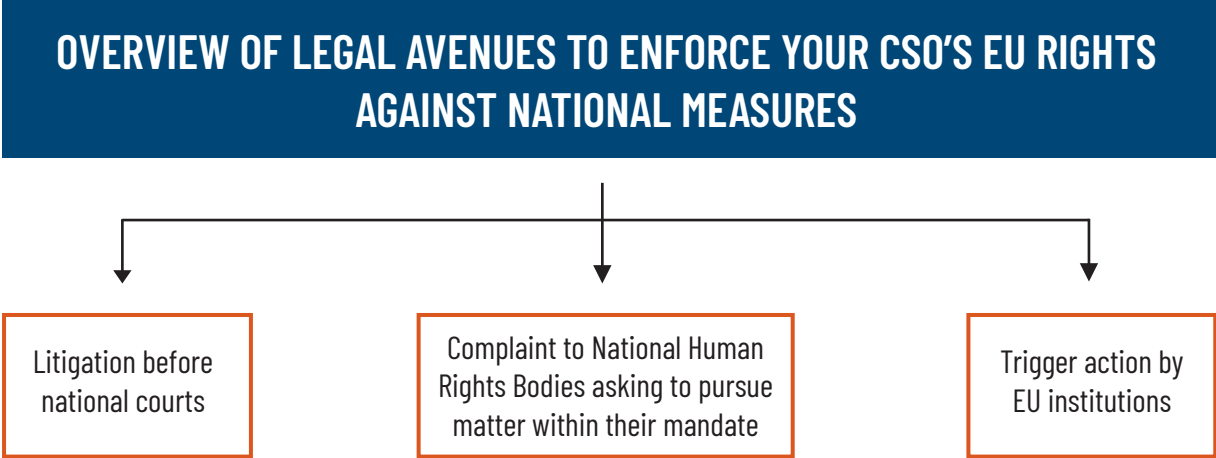 OVERVIEW OF LEGAL AVENUES TO ENFORCE YOUR CSO'S EU RIGHTS
AGAINST NATIONAL MEASURES
Litigation before
national courts
Complaint to National Human
Rights Bodies asking to pursue
matter within their mandate
Trigger action by
EU institutions